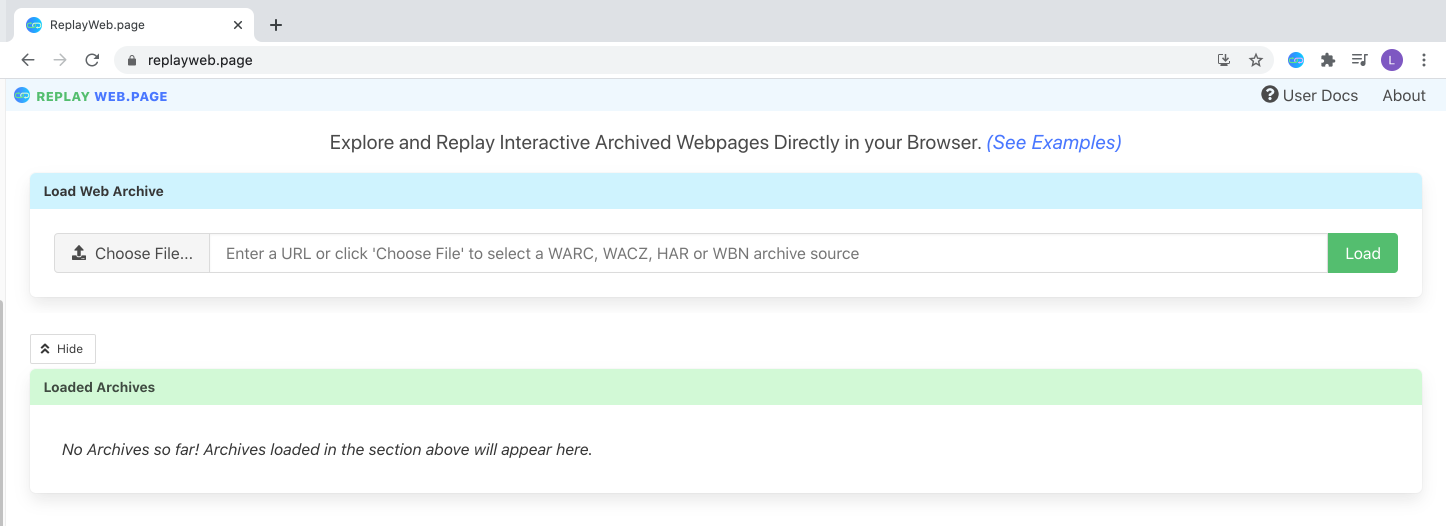 ReplayWeb.page
replayweb.page
L
REPLAY WEB.PAGE
User Docs
About
Explore and Replay Interactive Archived Webpages Directly in your Browser. (See Examples)
Load Web Archive
Choose File...
Enter a URL or click 'Choose File' to select a WARC, WACZ, HAR or WBN archive source
Load
Hide
Loaded Archives
No Archives so far! Archives loaded in the section above will appear here.